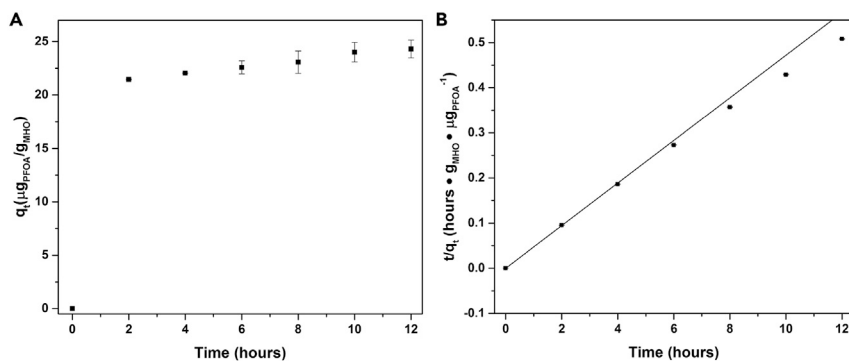 A
25
20
15
10
5
0
qt(μgPFOA/gMHO)
0 2 4 6 8 10 12
Time (hours)
B
0.5
0.4
0.3
0.2
0.1
0.0
-0.1
t/qt (hours • gMHO • μgPFOA-1)
0 2 4 6 8 10 12
Time (hours)